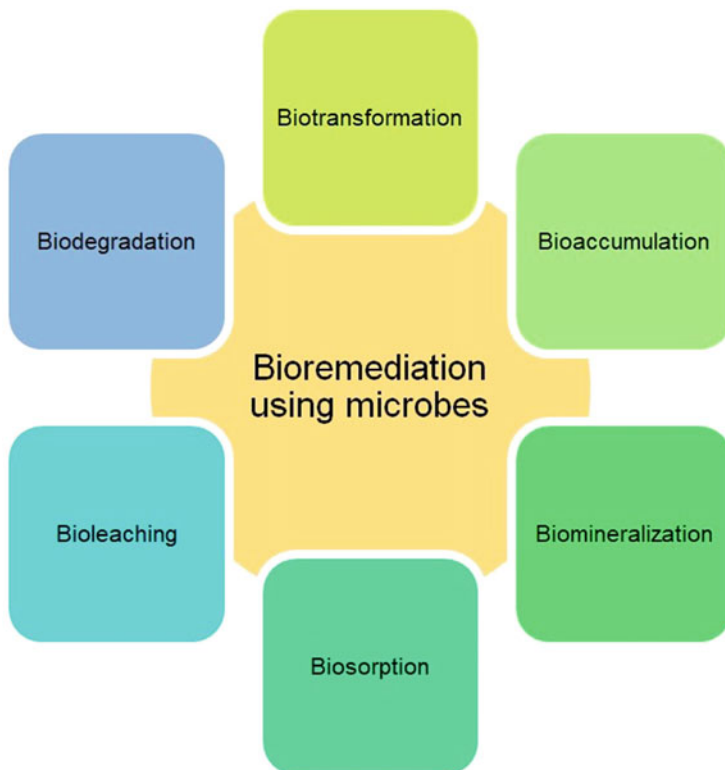 Biotransformation
Biodegradation
Bioaccumulation
Bioremediation
using microbes
Bioleaching
Biomineralization
Biosorption